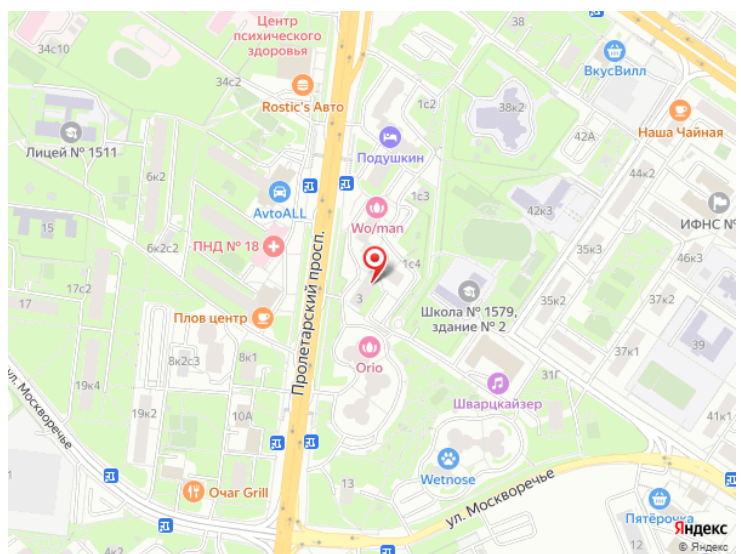 34с10
Центр
психического
здоровья
34с2
Rostic's Авто
1с2
38
38к2
ВкусВилл
42А
Наша Чайная
Лицей № 1511
6к2
Подушкин
1с3
44к2
AvtoALL
Wo/man
42к3
ИФНС №
15
6к2с2
ПНД № 18
35к3
46к3
1с4
17с2
17
3
Школа № 1579,
здание № 2
35к2
Плов центр
Пролетарский просп.
37к1
39
8к2с3
8к1
Orio
31Г
ул. Москворечье
19к4
Шварцкайзер
19к2
10А
41к1
Wetnose
1
Очаг Grill
13
ул. Москворечье
Пятёрочка
Яндекс
4к2
12
© Яндекс